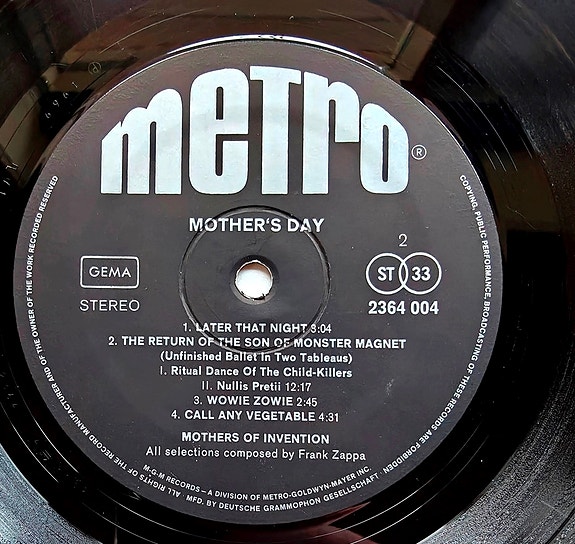 metro®
MOTHER'S DAY
GEMA
STEREO
2
ST 33
2364 004
1. LATER THAT NIGHT 3:04
2. THE RETURN OF THE SON OF MONSTER MAGNET
(Unfinished Ballet In Two Tableaus)
I. Ritual Dance Of The Child-Killers
II. Nullis Pretii 12:17
3. WOWIE ZOWIE 2:45
4. CALL ANY VEGETABLE 4:31
MOTHERS OF INVENTION
All selections composed by Frank Zappa
M-G-M RECORDS – A DIVISION OF METRO-GOLDWYN-MAYER INC.
ALL RIGHTS OF THE RECORD MANUFACTURER AND OF THE OWNER OF THE WORK RECORDED RESERVED
COPYING, PUBLIC PERFORMANCE, BROADCASTING OF THESE RECORDS ARE FORBIDDEN · MFD. BY DEUTSCHE GRAMMOPHON GESELLSCHAFT ·